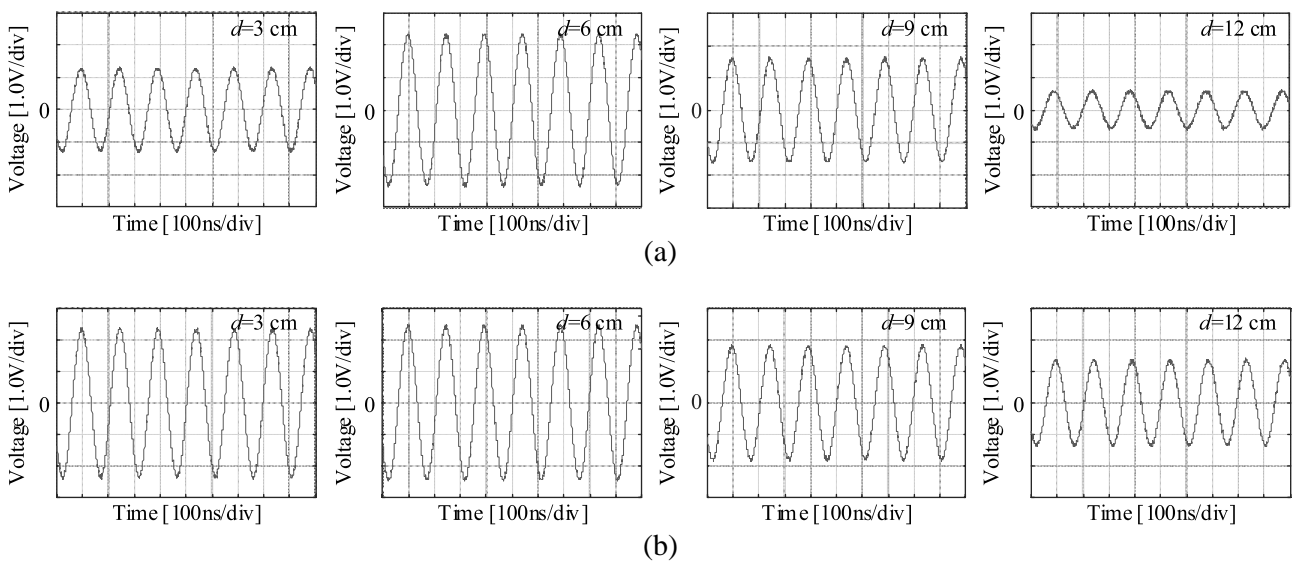 d=3 cm
Voltage [1.0V/div]
0
Time [100ns/div]
d=6 cm
Voltage [1.0V/div]
0
Time [100ns/div]
d=9 cm
Voltage [1.0V/div]
0
Time [100ns/div]
d=12 cm
Voltage [1.0V/div]
0
Time [100ns/div]
(a)
d=3 cm
Voltage [1.0V/div]
0
Time [100ns/div]
d=6 cm
Voltage [1.0V/div]
0
Time [100ns/div]
d=9 cm
Voltage [1.0V/div]
0
Time [100ns/div]
d=12 cm
Voltage [1.0V/div]
0
Time [100ns/div]
(b)